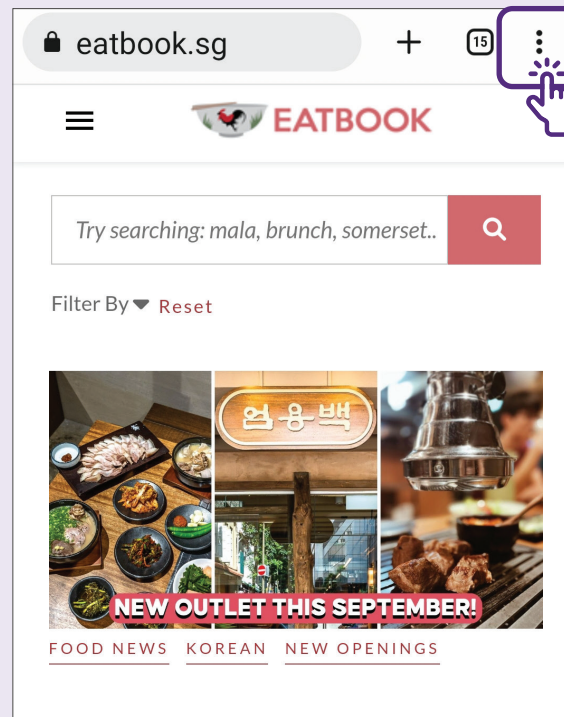 eatbook.sg
15
EATBOOK
Try searching: mala, brunch, somerset..
Filter By Reset
엄용백
NEW OUTLET THIS SEPTEMBER!
FOOD NEWS KOREAN NEW OPENINGS